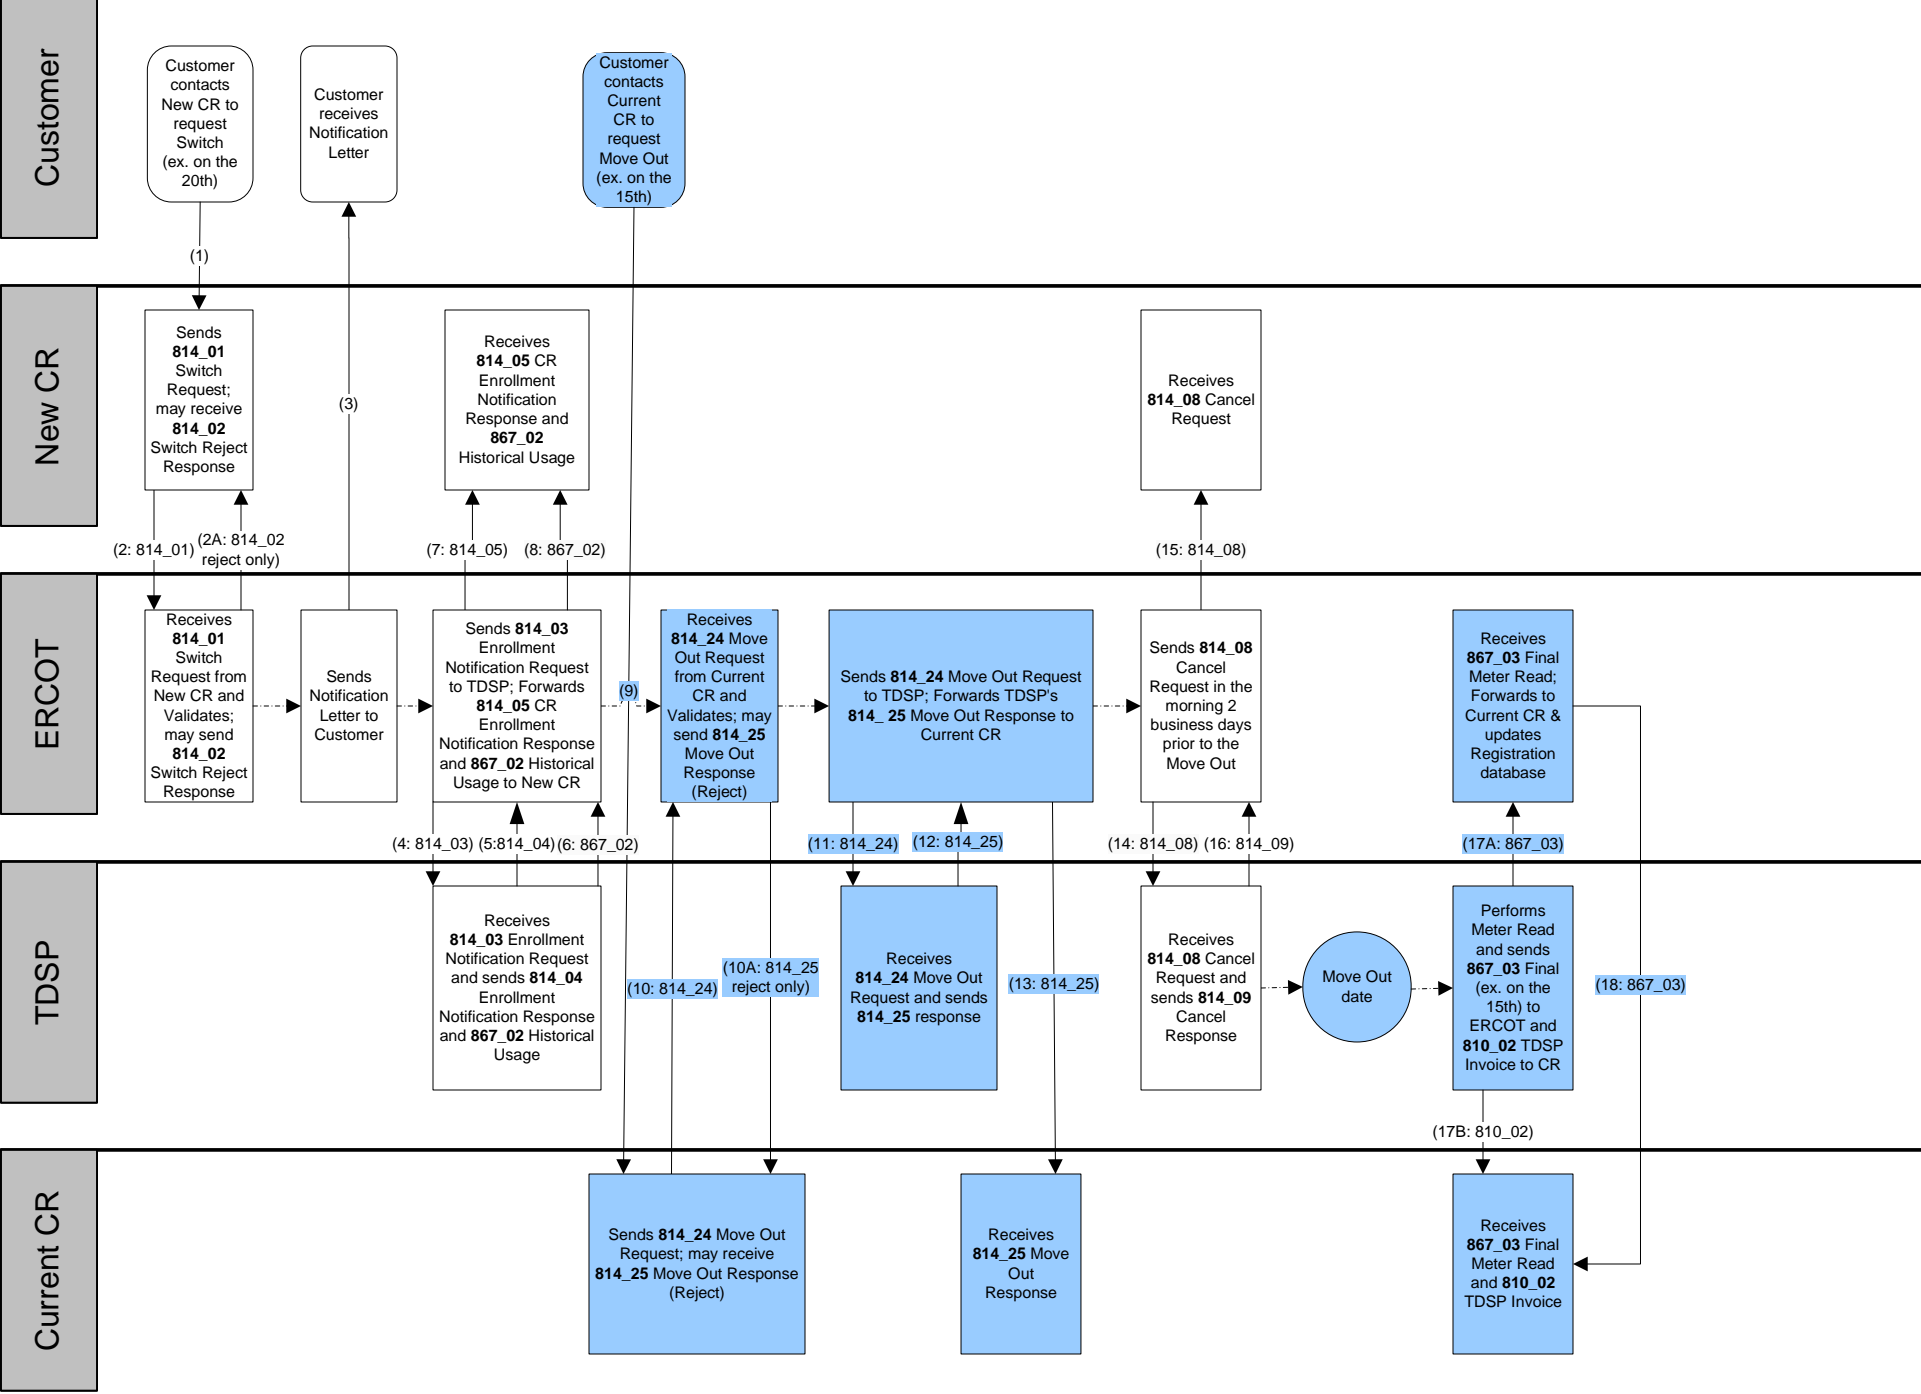 Customer
Customer
contacts
New CR to
request
Switch
(ex. on the
20th)
Customer
receives
Notification
Letter
Customer
contacts
Current
CR to
request
Move Out
(ex. on the
15th)
(1)
New CR
Sends
814_01
Switch
Request;
may receive
814_02
Switch Reject
Response
(3)
Receives
814_05 CR
Enrollment
Notification
Response and
867_02
Historical Usage
Receives
814_08 Cancel
Request
(2: 814_01)
(2A: 814_02
reject only)
(7: 814_05)
(8: 867_02)
(15: 814_08)
ERCOT
Receives
814_01
Switch
Request from
New CR and
Validates;
may send
814_02
Switch Reject
Response
Sends
Notification
Letter to
Customer
Sends 814_03
Enrollment
Notification Request
to TDSP; Forwards
814_05 CR
Enrollment
Notification Response
and 867_02 Historical
Usage to New CR
(9)
Receives
814_24 Move
Out Request
from Current
CR and
Validates; may
send 814_25
Move Out
Response
(Reject)
Sends 814_24 Move Out Request
to TDSP; Forwards TDSP's
814_ 25 Move Out Response to
Current CR
Sends 814_08
Cancel
Request in the
morning 2
business days
prior to the
Move Out
Receives
867_03 Final
Meter Read;
Forwards to
Current CR &
updates
Registration
database
(4: 814_03)
(5:814_04)
(6: 867_02)
(11: 814_24)
(12: 814_25)
(14: 814_08)
(16: 814_09)
(17A: 867_03)
TDSP
Receives
814_03 Enrollment
Notification Request
and sends 814_04
Enrollment
Notification Response
and 867_02 Historical
Usage
(10: 814_24)
(10A: 814_25
reject only)
Receives
814_24 Move Out
Request and sends
814_25 response
(13: 814_25)
Receives
814_08 Cancel
Request and
sends 814_09
Cancel
Response
Move Out
date
Performs
Meter Read
and sends
867_03 Final
(ex. on the
15th) to
ERCOT and
810_02 TDSP
Invoice to CR
(18: 867_03)
(17B: 810_02)
Current CR
Sends 814_24 Move Out
Request; may receive
814_25 Move Out Response
(Reject)
Receives
814_25 Move
Out
Response
Receives
867_03 Final
Meter Read
and 810_02
TDSP Invoice